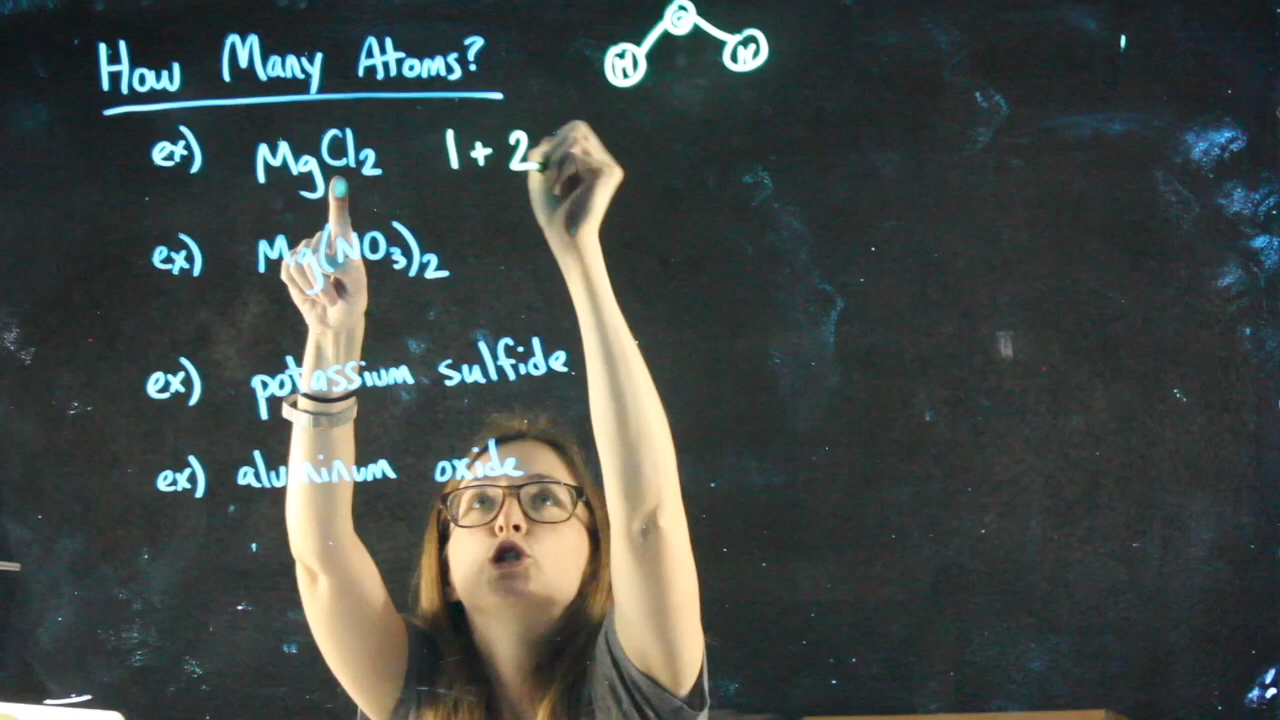 How Many Atoms?
ex) MgCl2 1 + 2
ex) Mg(NO3)2
ex) potassium sulfide
ex) aluminum oxide